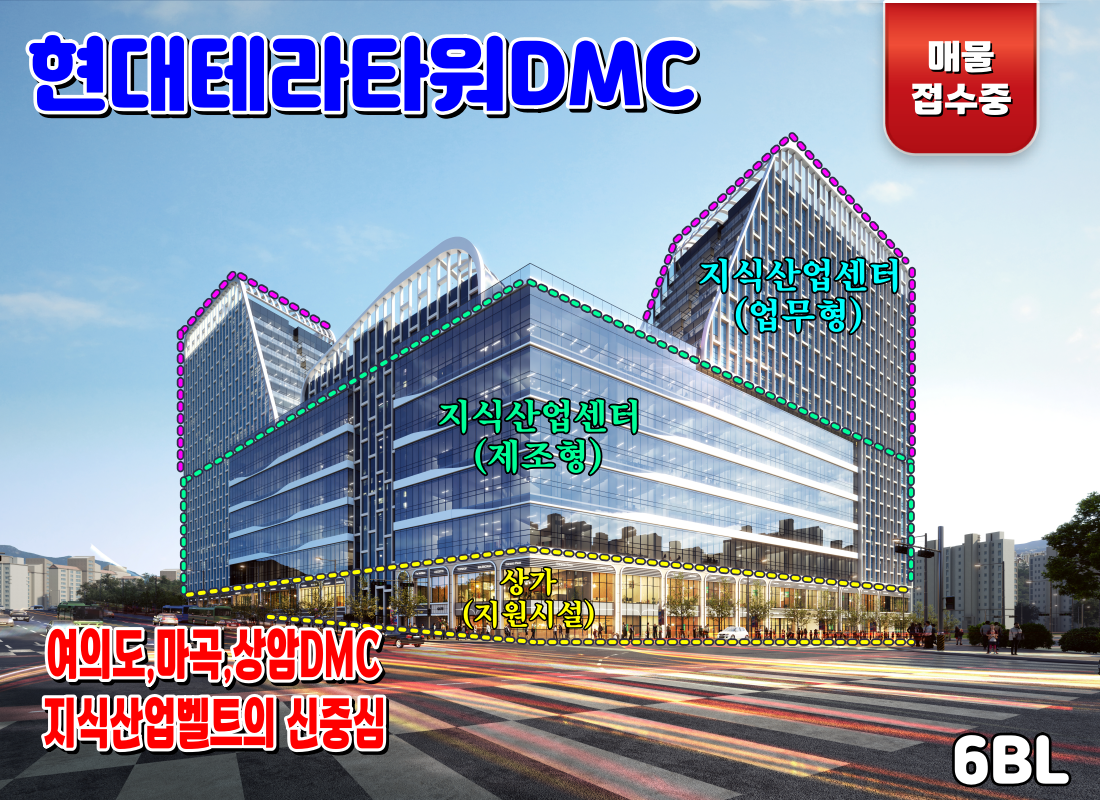 현대테라타워DMC
매물
접수중
지식산업센터
(업무형)
지식산업센터
(제조형)
상가
(지원시설)
여의도,마곡,상암DMC
지식산업벨트의 신중심
6BL